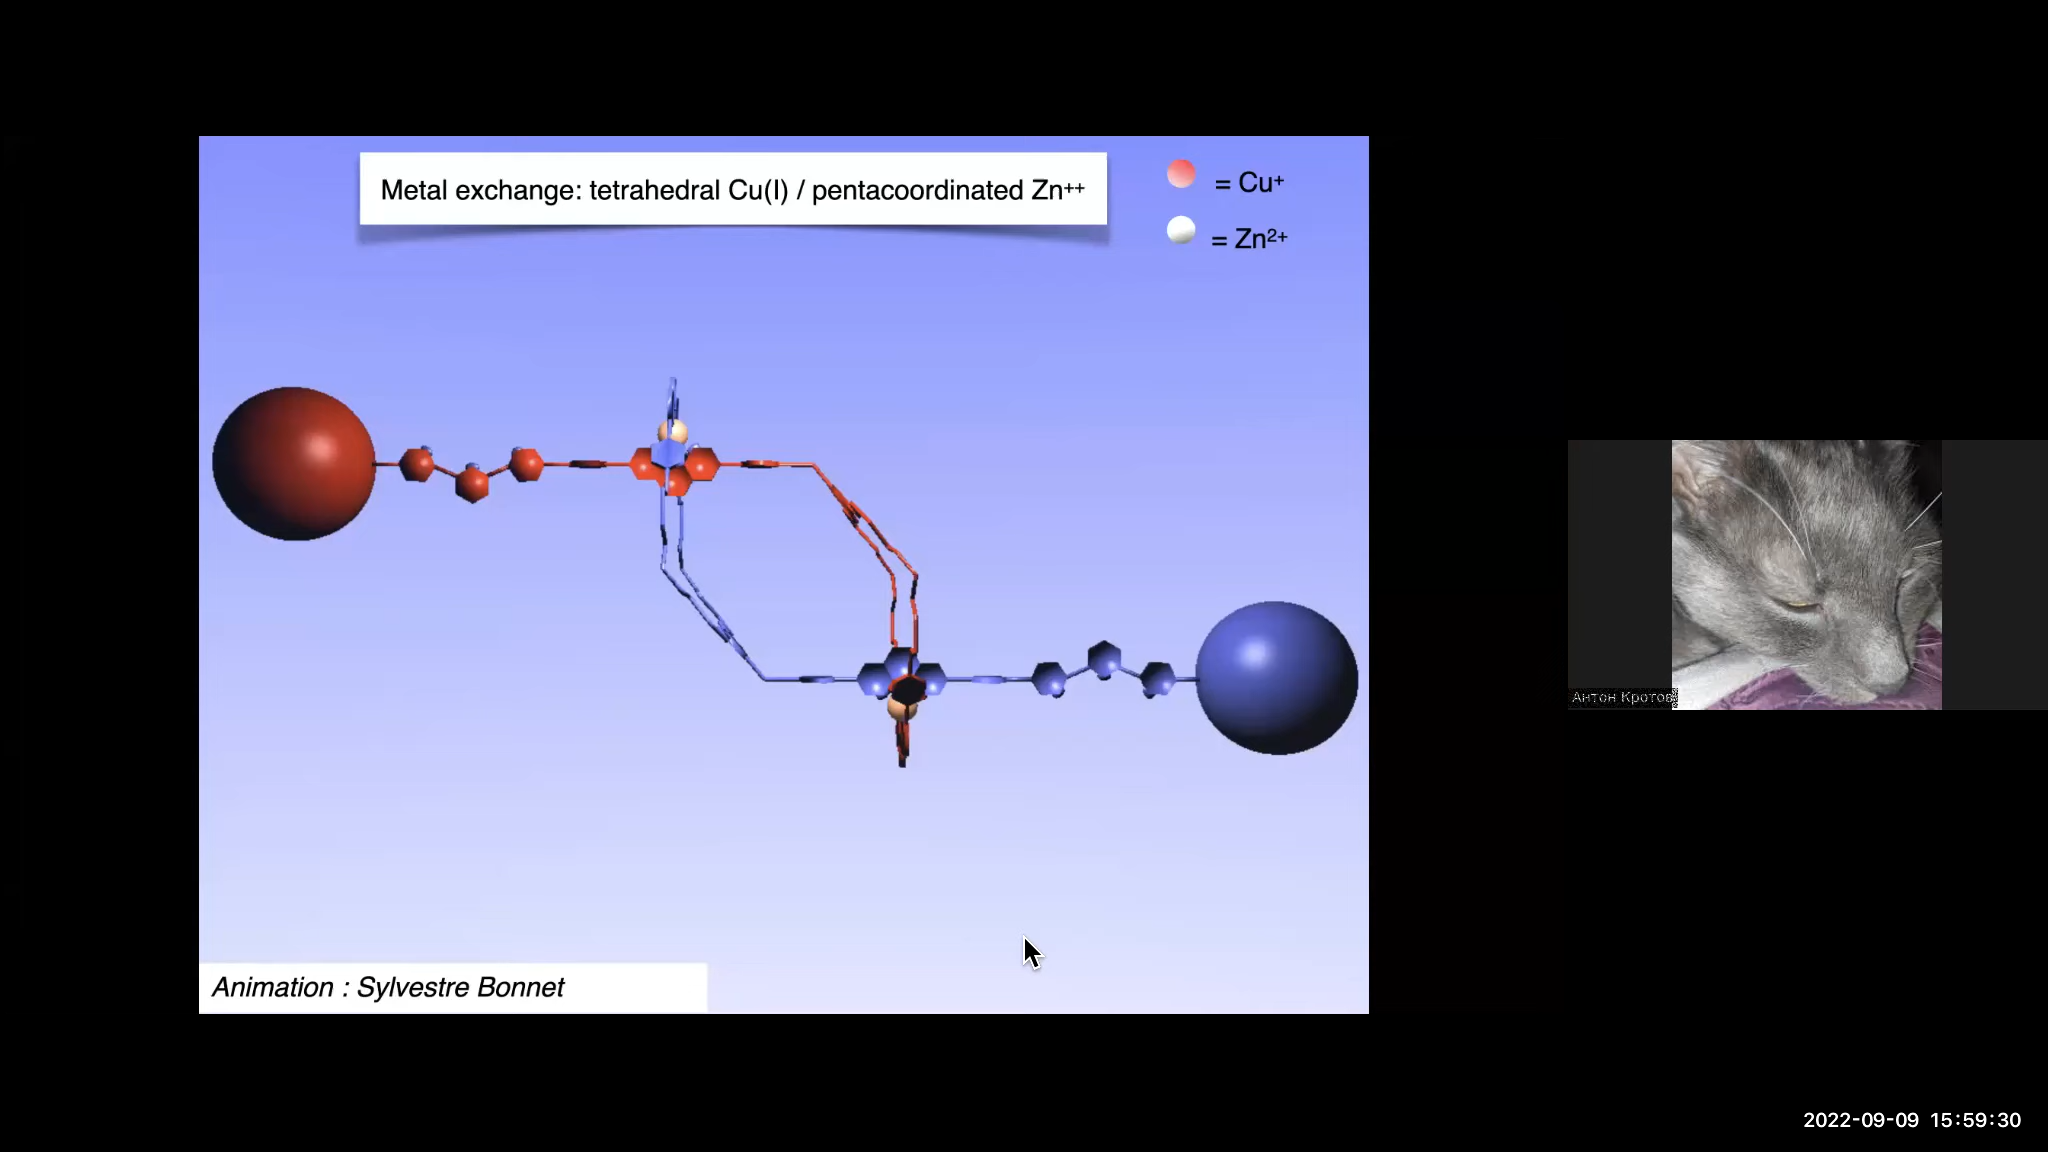 Metal exchange: tetrahedral Cu(I) / pentacoordinated Zn⁺⁺
= Cu⁺
= Zn²⁺
Антон Кротов
Animation : Sylvestre Bonnet
2022-09-09 15:59:30